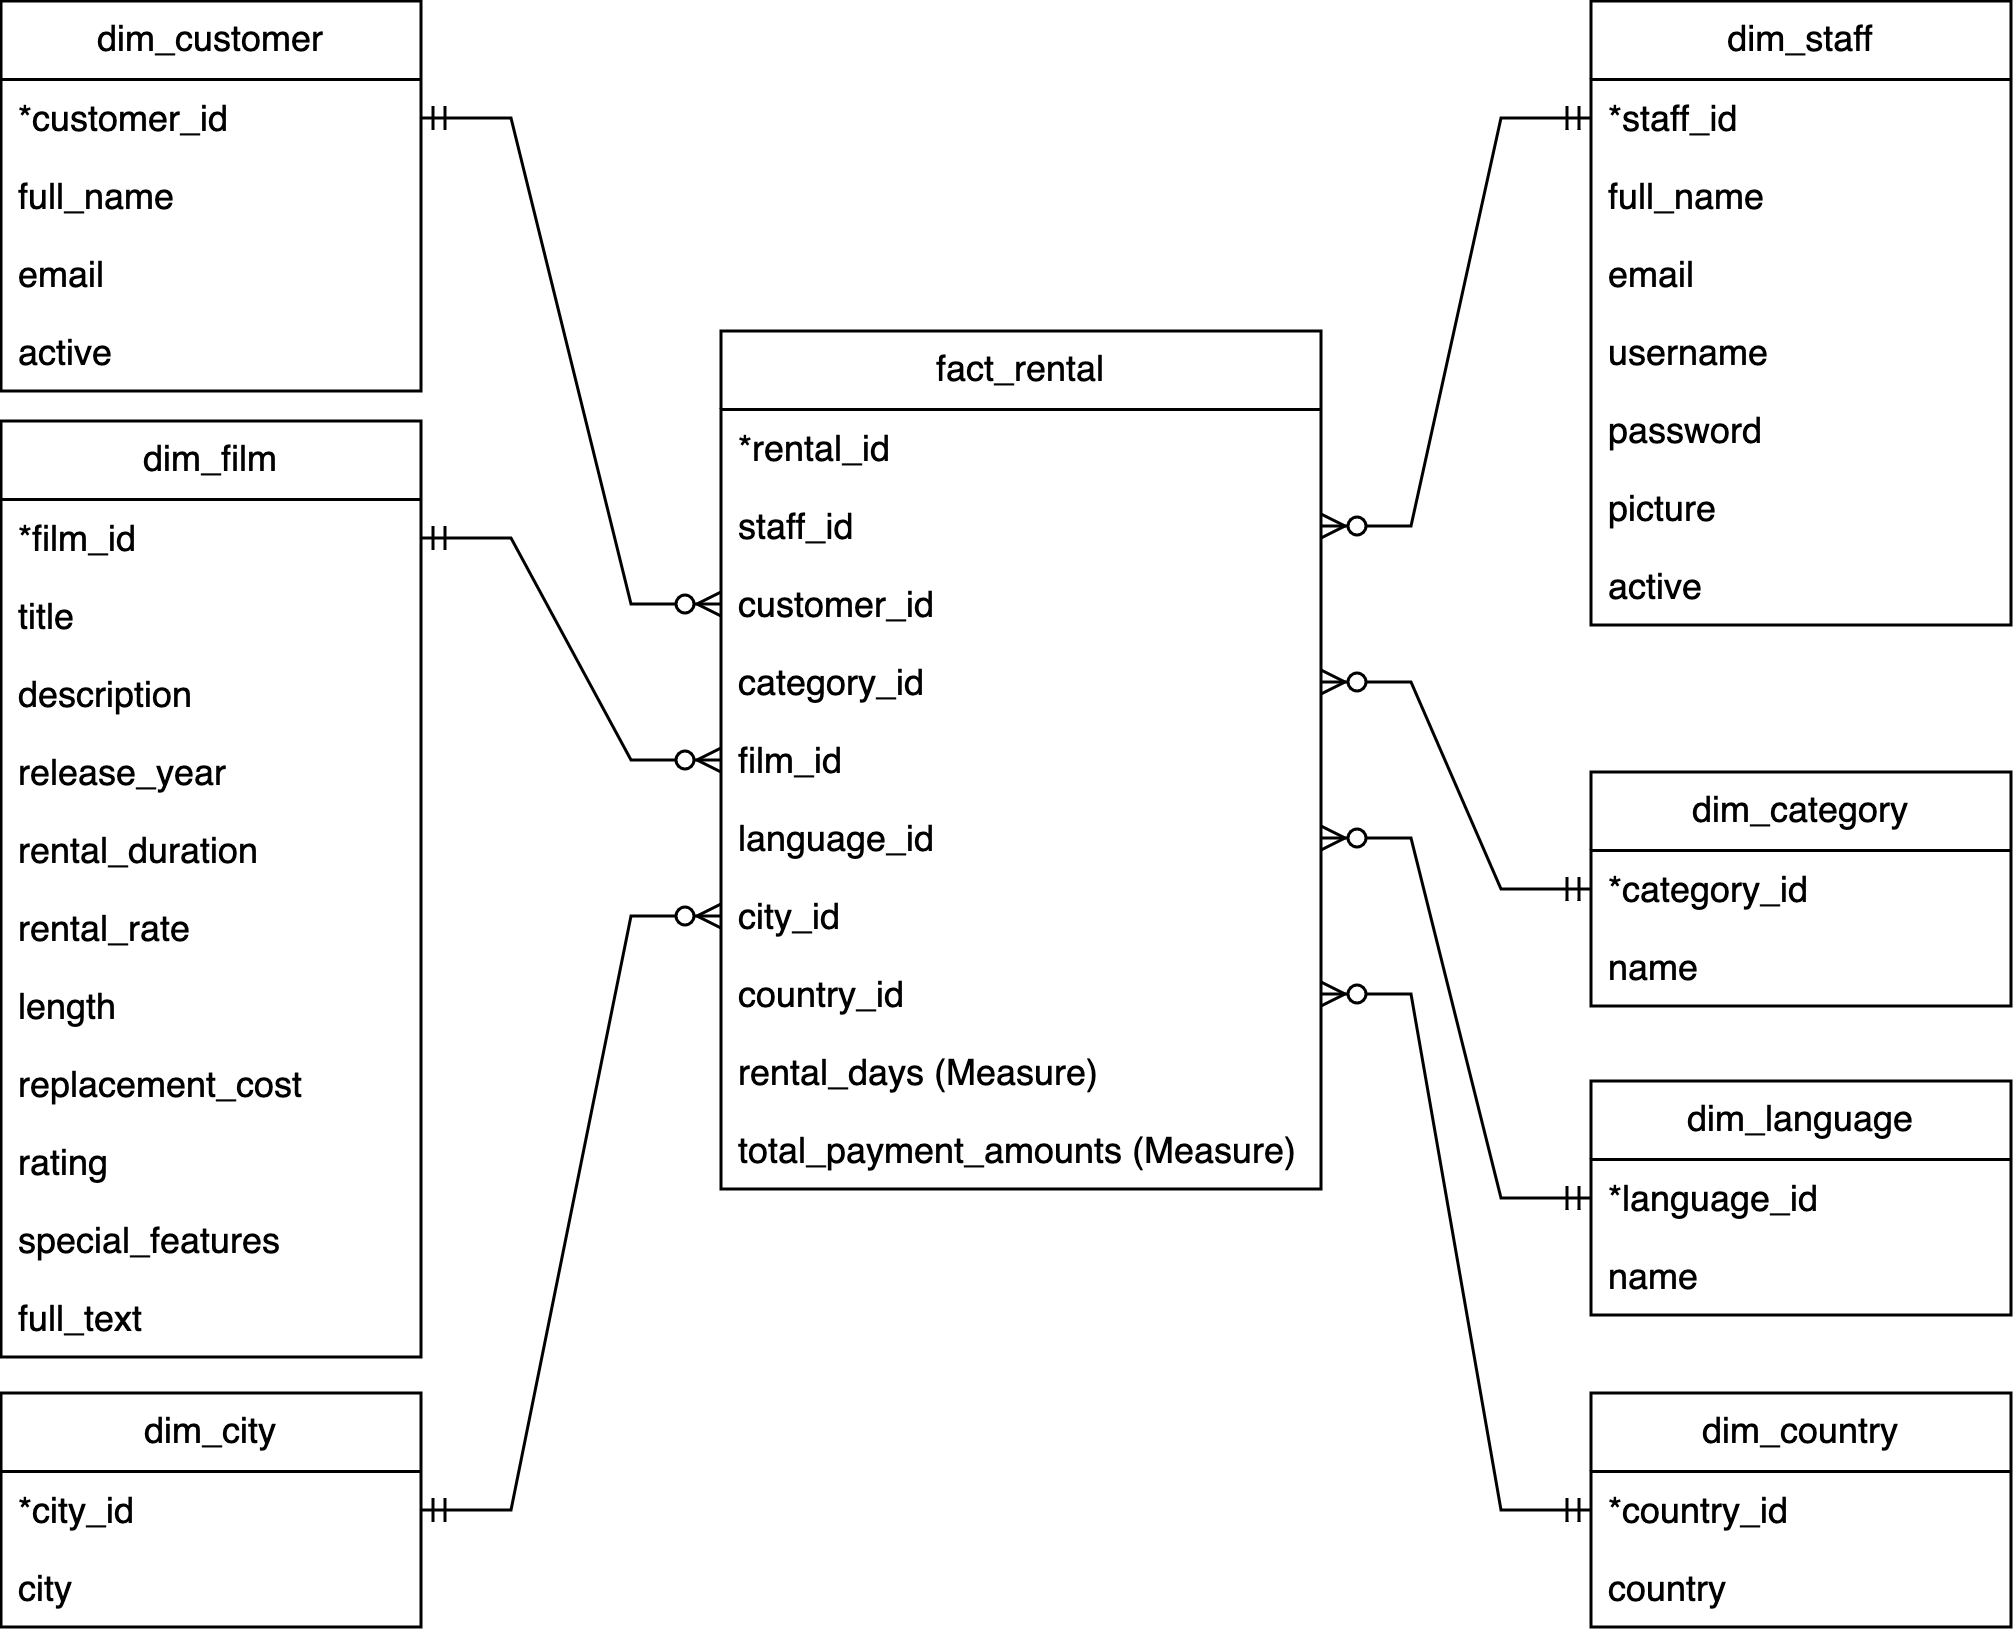 dim_customer
*customer_id
full_name
email
active
dim_film
*film_id
title
description
release_year
rental_duration
rental_rate
length
replacement_cost
rating
special_features
full_text
dim_city
*city_id
city
fact_rental
*rental_id
staff_id
customer_id
category_id
film_id
language_id
city_id
country_id
rental_days (Measure)
total_payment_amounts (Measure)
dim_staff
*staff_id
full_name
email
username
password
picture
active
dim_category
*category_id
name
dim_language
*language_id
name
dim_country
*country_id
country